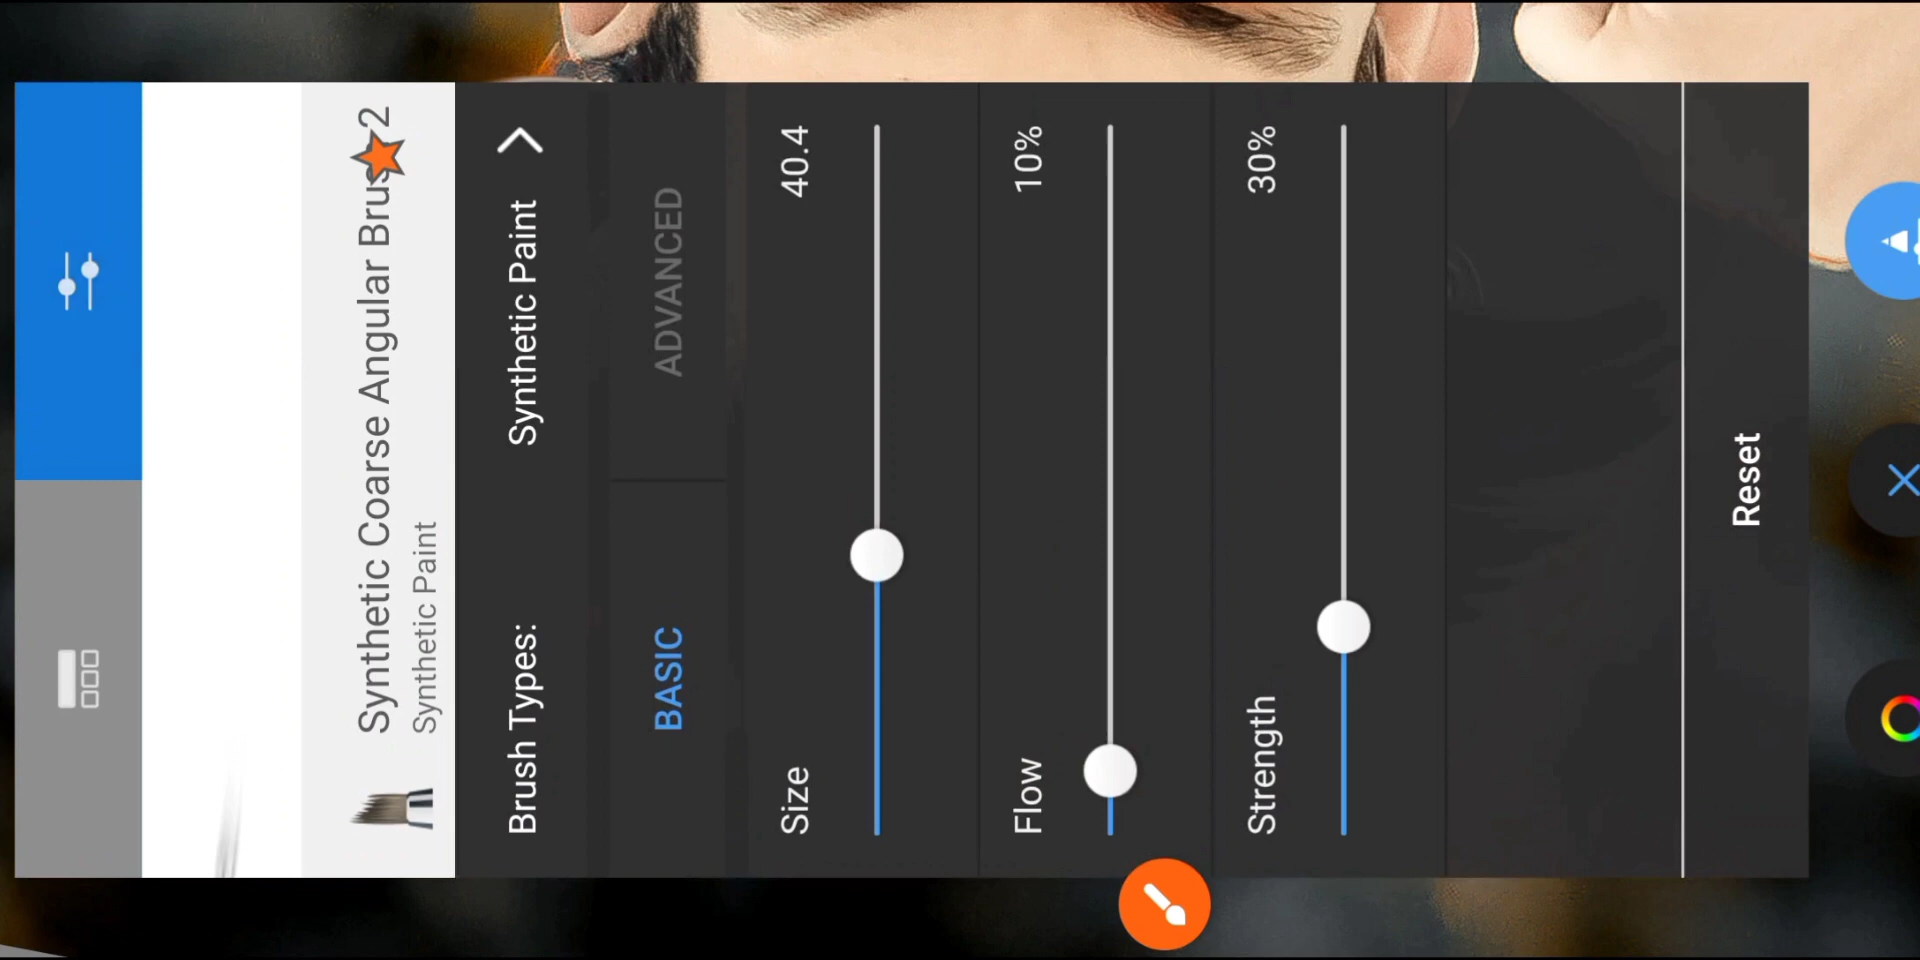 Synthetic Coarse Angular Brus 2
Synthetic Paint
Brush Types: Synthetic Paint
BASIC ADVANCED
Size 40.4
Flow 10%
Strength 30%
Reset